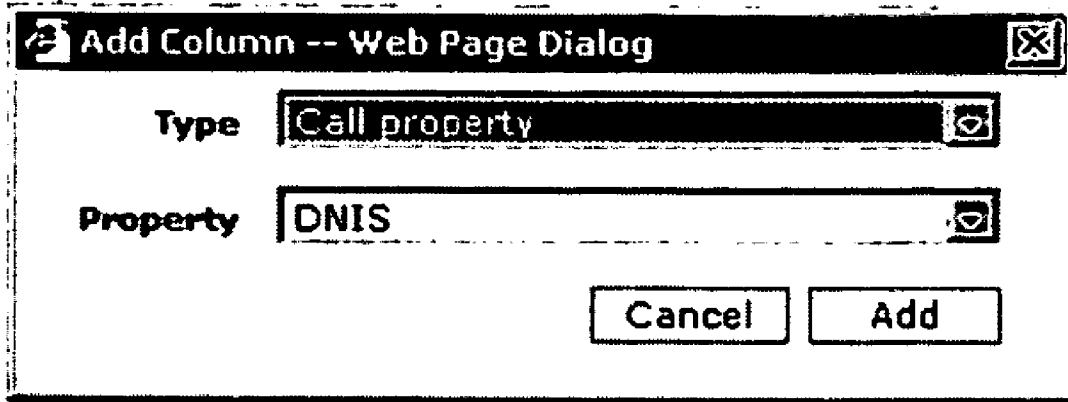 Add Column -- Web Page Dialog
Type Call property
Property DNIS
Cancel Add